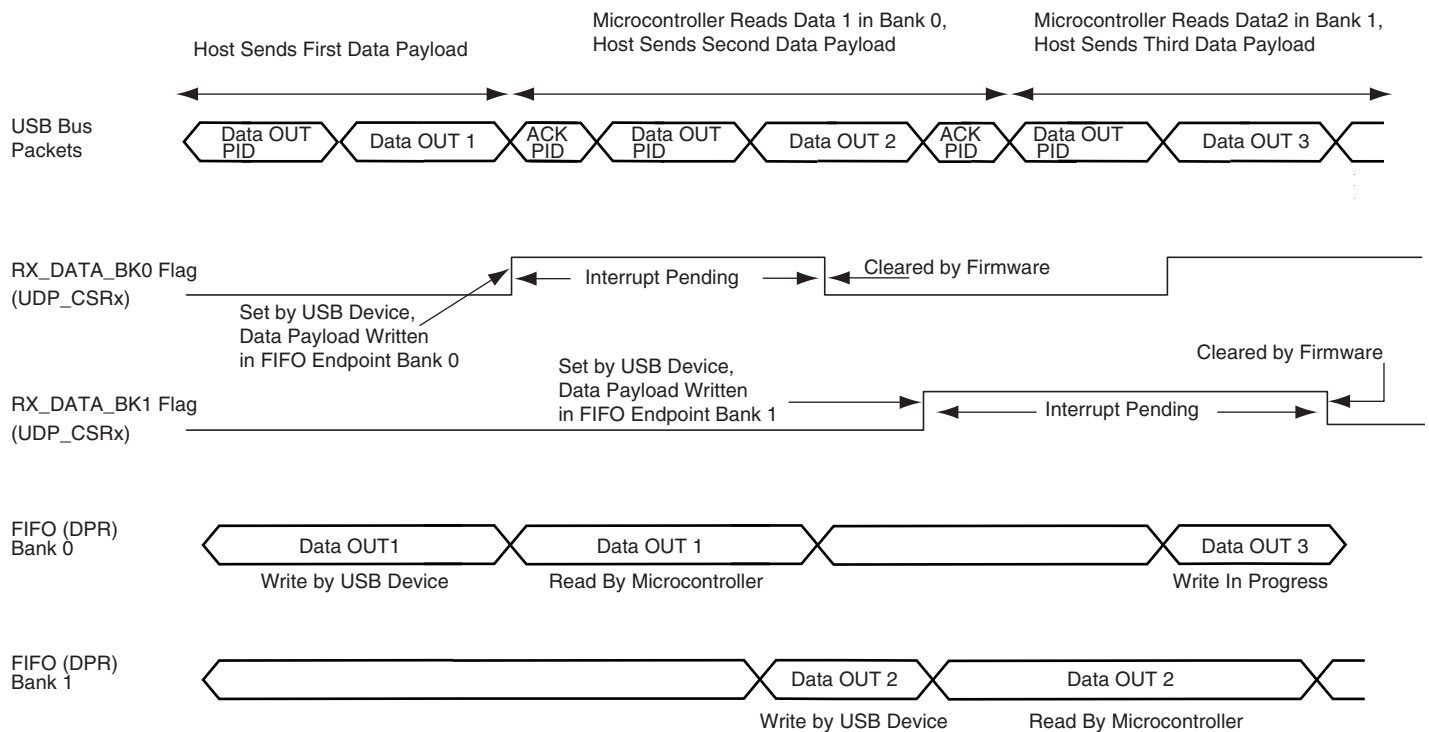 Host Sends First Data Payload
Microcontroller Reads Data 1 in Bank 0,
Host Sends Second Data Payload
Microcontroller Reads Data2 in Bank 1,
Host Sends Third Data Payload
USB Bus
Packets
Data OUT
PID
Data OUT 1
ACK
PID
Data OUT
PID
Data OUT 2
ACK
PID
Data OUT
PID
Data OUT 3
RX_DATA_BK0 Flag
(UDP_CSRx)
Interrupt Pending
Cleared by Firmware
Set by USB Device,
Data Payload Written
in FIFO Endpoint Bank 0
RX_DATA_BK1 Flag
(UDP_CSRx)
Set by USB Device,
Data Payload Written
in FIFO Endpoint Bank 1
Interrupt Pending
Cleared by Firmware
FIFO (DPR)
Bank 0
Data OUT1
Data OUT 1
Data OUT 3
Write by USB Device
Read By Microcontroller
Write In Progress
FIFO (DPR)
Bank 1
Data OUT 2
Data OUT 2
Write by USB Device
Read By Microcontroller